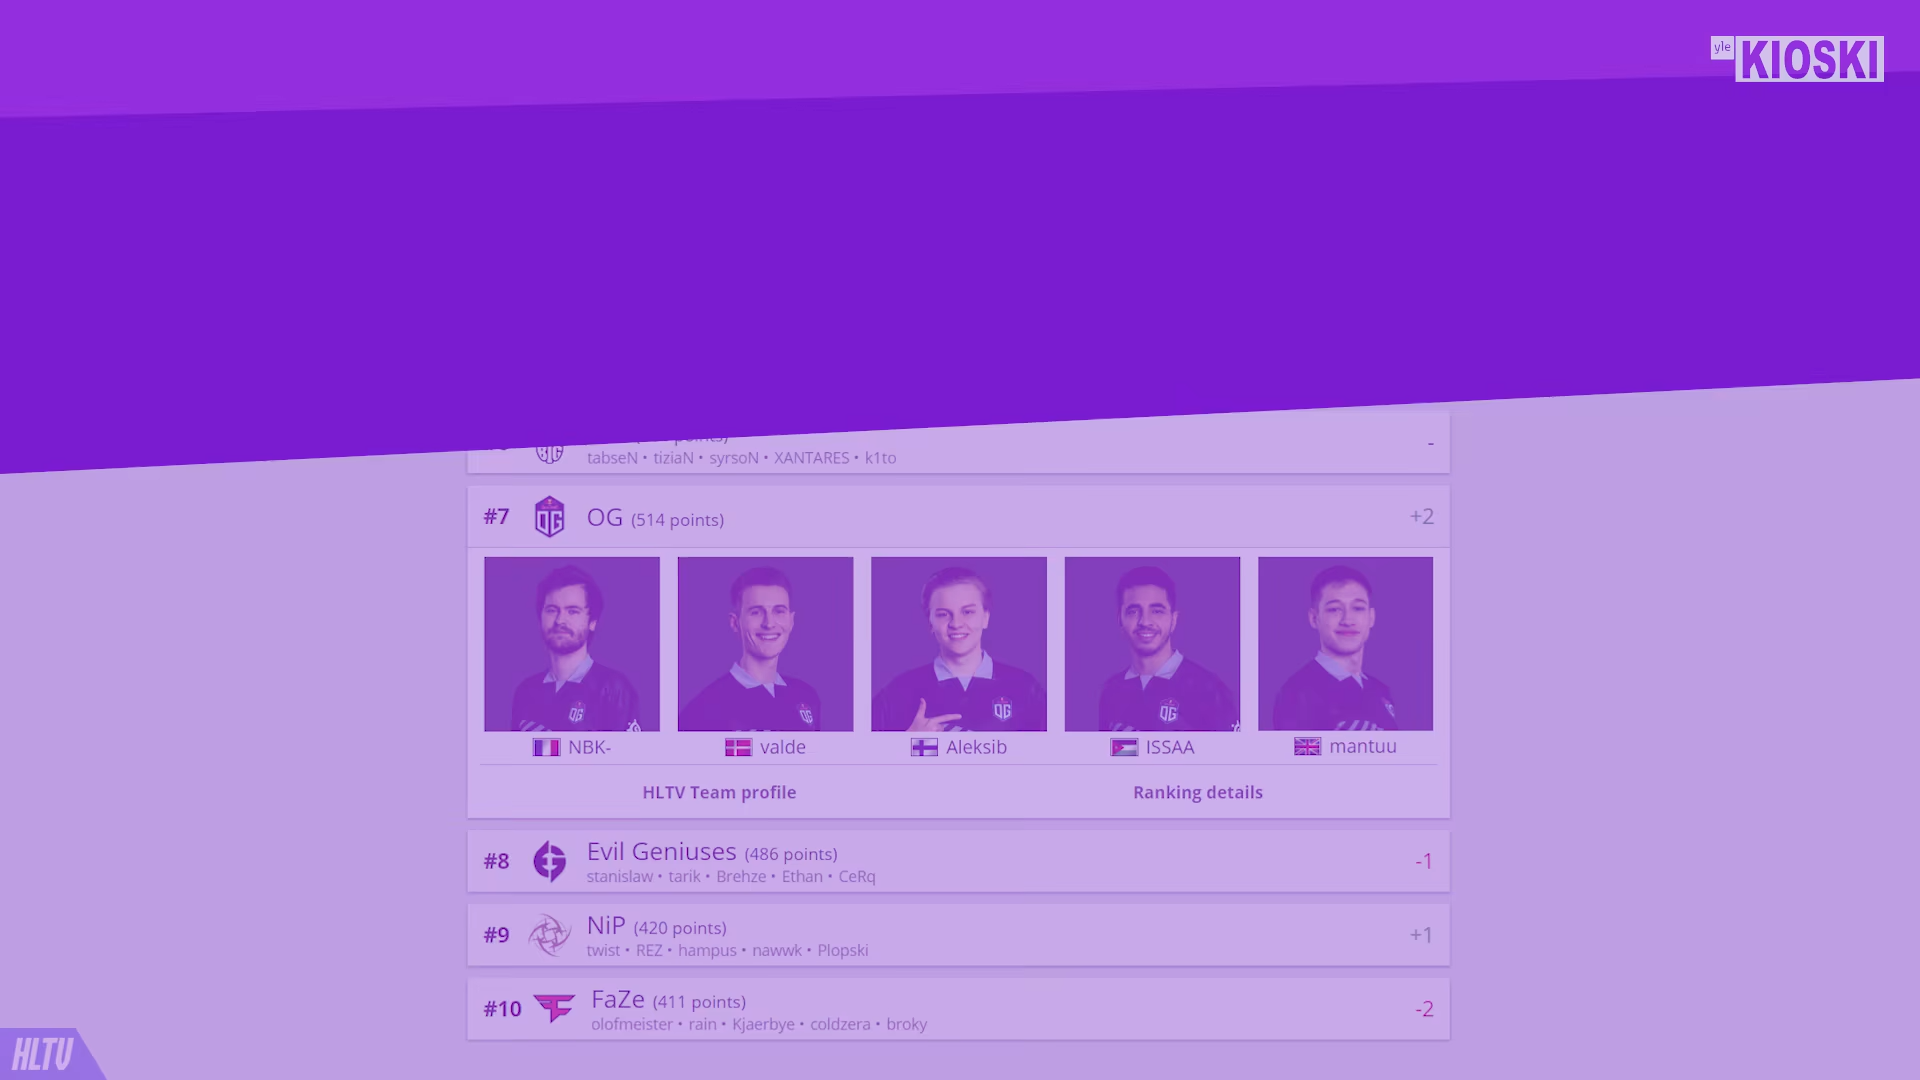 yle KIOSKI
tabseN • tiziaN • syrsoN • XANTARES • k1to
-
#7 OG (514 points) +2
NBK- valde Aleksib ISSAA mantuu
HLTV Team profile Ranking details
#8 Evil Geniuses (486 points) -1
stanislaw • tarik • Brehze • Ethan • CeRq
#9 NiP (420 points) +1
twist • REZ • hampus • nawwk • Plopski
#10 FaZe (411 points) -2
olofmeister • rain • Kjaerbye • coldzera • broky
HLTV